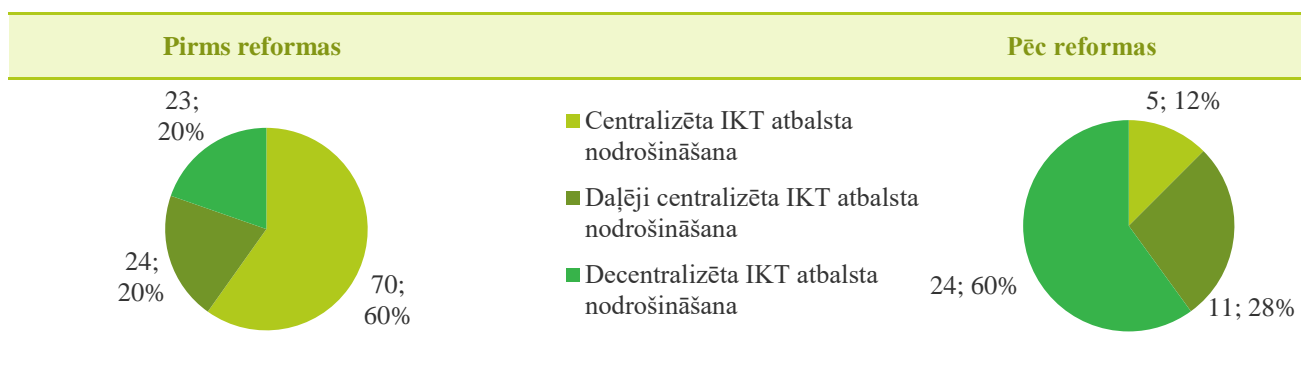 Pirms reformas
Pēc reformas
23;
20%
24;
20%
70;
60%
Centralizēta IKT atbalsta
nodrošināšana
Daļēji centralizēta IKT atbalsta
nodrošināšana
Decentralizēta IKT atbalsta
nodrošināšana
5; 12%
24; 60%
11; 28%